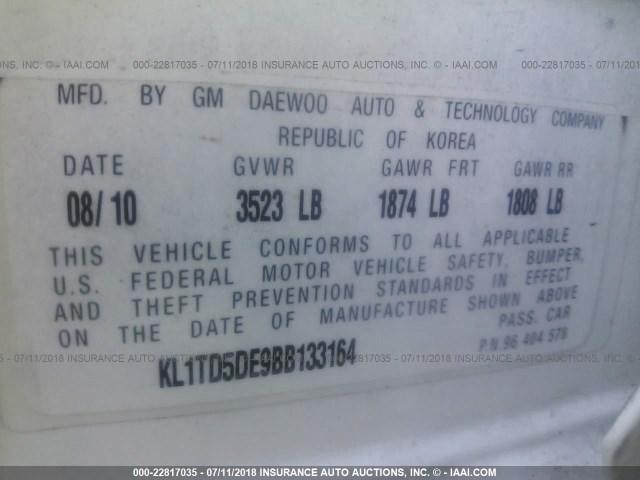 AUCTIONS, INC. - © IAAI.COM 000-22817035 - 07/11/2018 INSURANCE AUTO AUCTIONS, INC. - © IAAI.COM 000-22817035 - 07/11/2018 INSURANCE
MFD. BY GM DAEWOO AUTO & TECHNOLOGY COMPANY
REPUBLIC OF KOREA
DATE GVWR GAWR FRT GAWR RR
08/10 3523 LB 1874 LB 1808 LB
THIS VEHICLE CONFORMS TO ALL APPLICABLE
U.S. FEDERAL MOTOR VEHICLE SAFETY, BUMPER,
AND THEFT PREVENTION STANDARDS IN EFFECT
ON THE DATE OF MANUFACTURE SHOWN ABOVE
PASS. CAR
KL1TD5DE9BB133164 P.N. 96 404 578
000-22817035 - 07/11/2018 INSURANCE AUTO AUCTIONS, INC. - © IAAI.COM